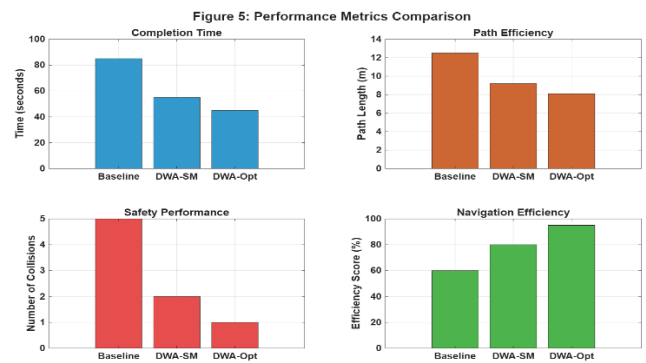 Figure 5: Performance Metrics Comparison
Completion Time
Time (seconds)
100
80
60
40
20
0
Baseline DWA-SM DWA-Opt
Path Efficiency
Path Length (m)
14
12
10
8
6
4
2
0
Baseline DWA-SM DWA-Opt
Safety Performance
Number of Collisions
5
4
3
2
1
0
Baseline DWA-SM DWA-Opt
Navigation Efficiency
Efficiency Score (%)
100
80
60
40
20
0
Baseline DWA-SM DWA-Opt